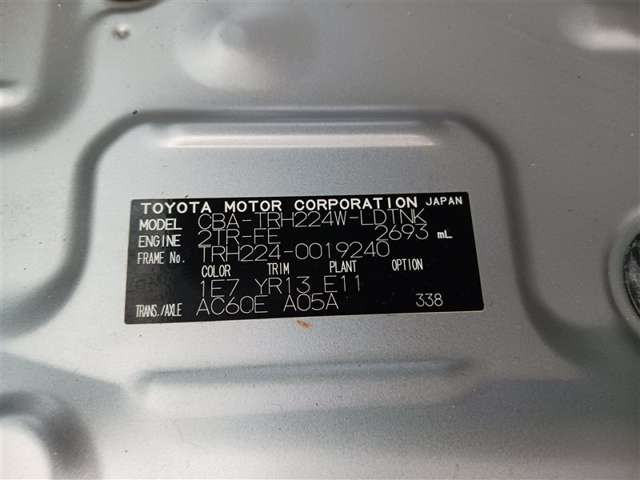 TOYOTA MOTOR CORPORATION JAPAN
MODEL CBA-TRH224W-LDTNK
ENGINE 2TR-FE 2693 mL
FRAME No. TRH224-0019240
COLOR TRIM PLANT OPTION
1E7 YR13 E11
TRANS./AXLE AC60E A05A 338